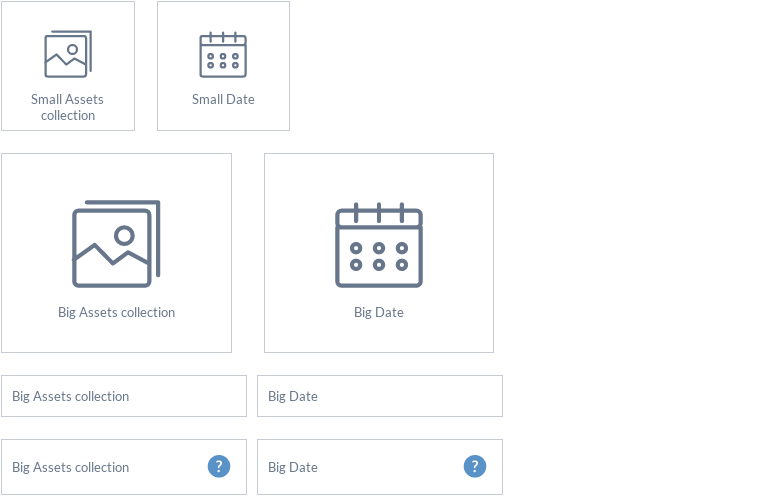 Small Assets
collection
Small Date
Big Assets collection
Big Date
Big Assets collection
Big Date
Big Assets collection
?
Big Date
?